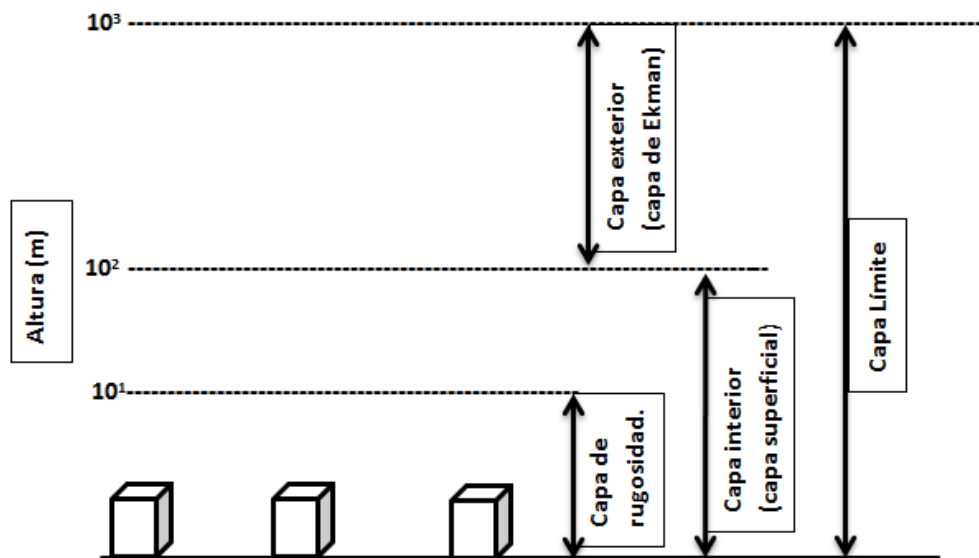 10³
Capa exterior
(capa de Ekman)
Altura (m)
10²
Capa Límite
Capa interior
(capa superficial)
10¹
Capa de
rugosidad.